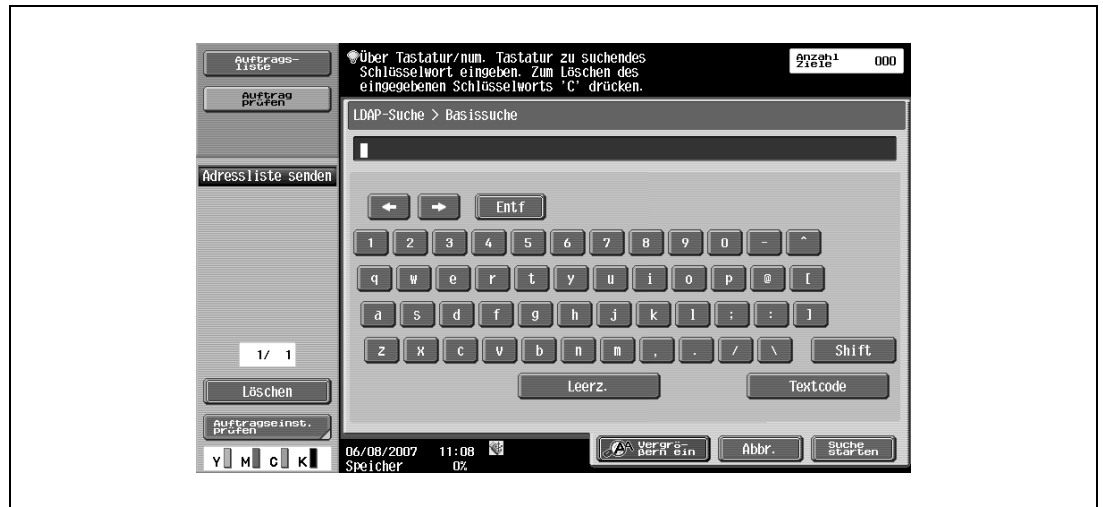 Auftrags-
liste
Auftrag
prüfen
Adressliste senden
1/ 1
Löschen
Auftragseinst.
prüfen
Y M C K
Über Tastatur/num. Tastatur zu suchendes
Schlüsselwort eingeben. Zum Löschen des
eingegebenen Schlüsselworts 'C' drücken.
Anzahl
Ziele 000
LDAP-Suche > Basissuche
← → Entf
1 2 3 4 5 6 7 8 9 0 - ^
q w e r t y u i o p @ [
a s d f g h j k l ; : ]
z x c v b n m , . / \ Shift
Leerz. Textcode
06/08/2007 11:08
Speicher 0%
Vergrö-
ßern ein
Abbr.
Suche
starten